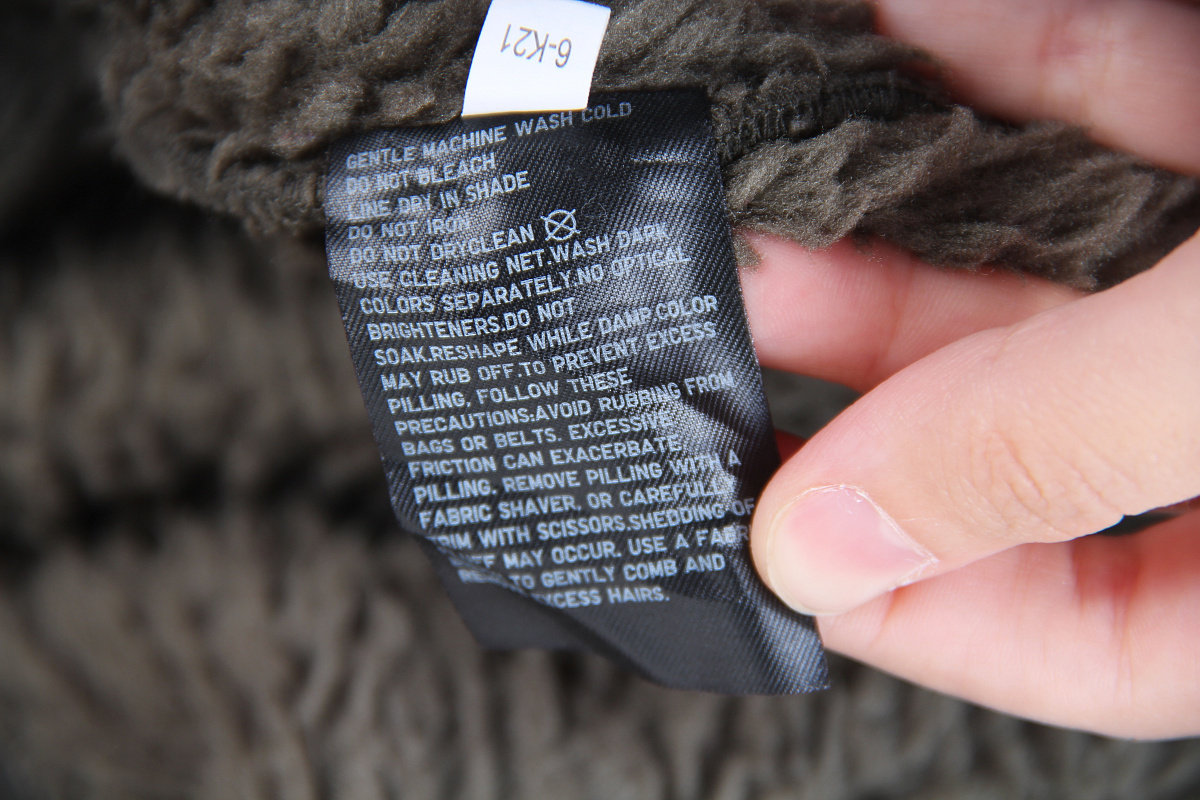 6-K21
GENTLE MACHINE WASH COLD
DO NOT BLEACH
LINE DRY IN SHADE
DO NOT IRON
DO NOT DRYCLEAN
USE CLEANING NET.WASH DARK
COLORS SEPARATELY.NO OPTICAL
BRIGHTENERS.DO NOT
SOAK.RESHAPE WHILE DAMP.COLOR
MAY RUB OFF.TO PREVENT EXCESS
PILLING, FOLLOW THESE
PRECAUTIONS:AVOID RUBBING FROM
BAGS OR BELTS. EXCESSIVE
FRICTION CAN EXACERBATE
PILLING. REMOVE PILLING WITH A
FABRIC SHAVER, OR CAREFULLY
TRIM WITH SCISSORS.SHEDDING OF
MAY OCCUR. USE A
TO GENTLY COMB AND
EXCESS HAIRS.